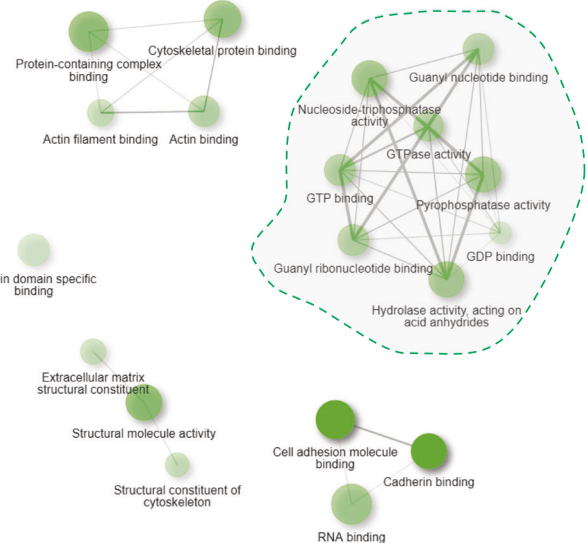 Cytoskeletal protein binding
Protein-containing complex
binding
Actin filament binding
Actin binding
Guanyl nucleotide binding
Nucleoside-triphosphatase
activity
GTPase activity
GTP binding
Pyrophosphatase activity
GDP binding
Guanyl ribonucleotide binding
Hydrolase activity, acting on
acid anhydrides
in domain specific
binding
Extracellular matrix
structural constituent
Structural molecule activity
Structural constituent of
cytoskeleton
Cell adhesion molecule
binding
Cadherin binding
RNA binding